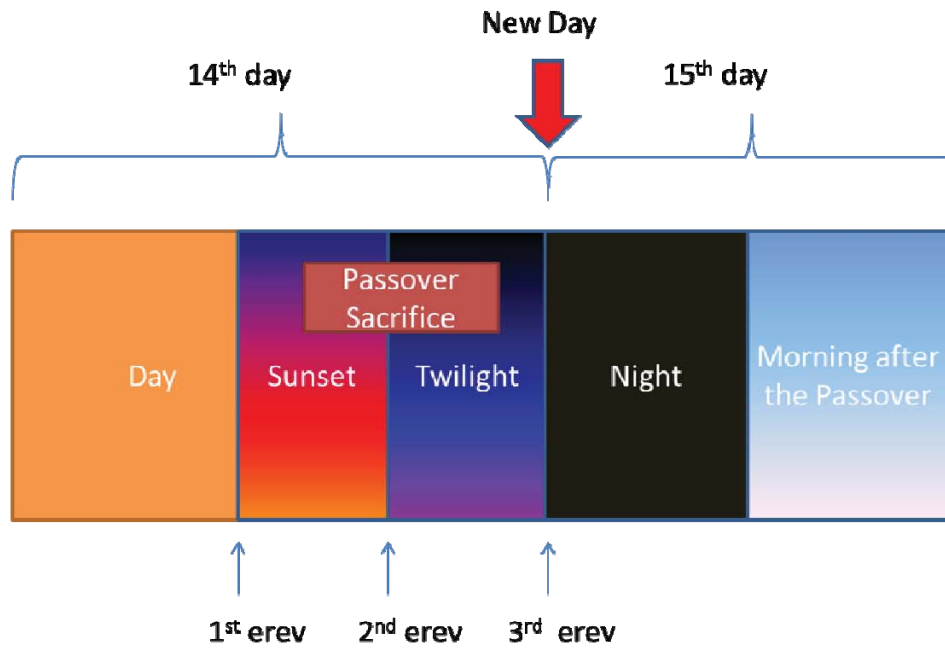 New Day
14th day
15th day
Passover
Sacrifice
Day
Sunset
Twilight
Night
Morning after
the Passover
1st erev
2nd erev
3rd erev